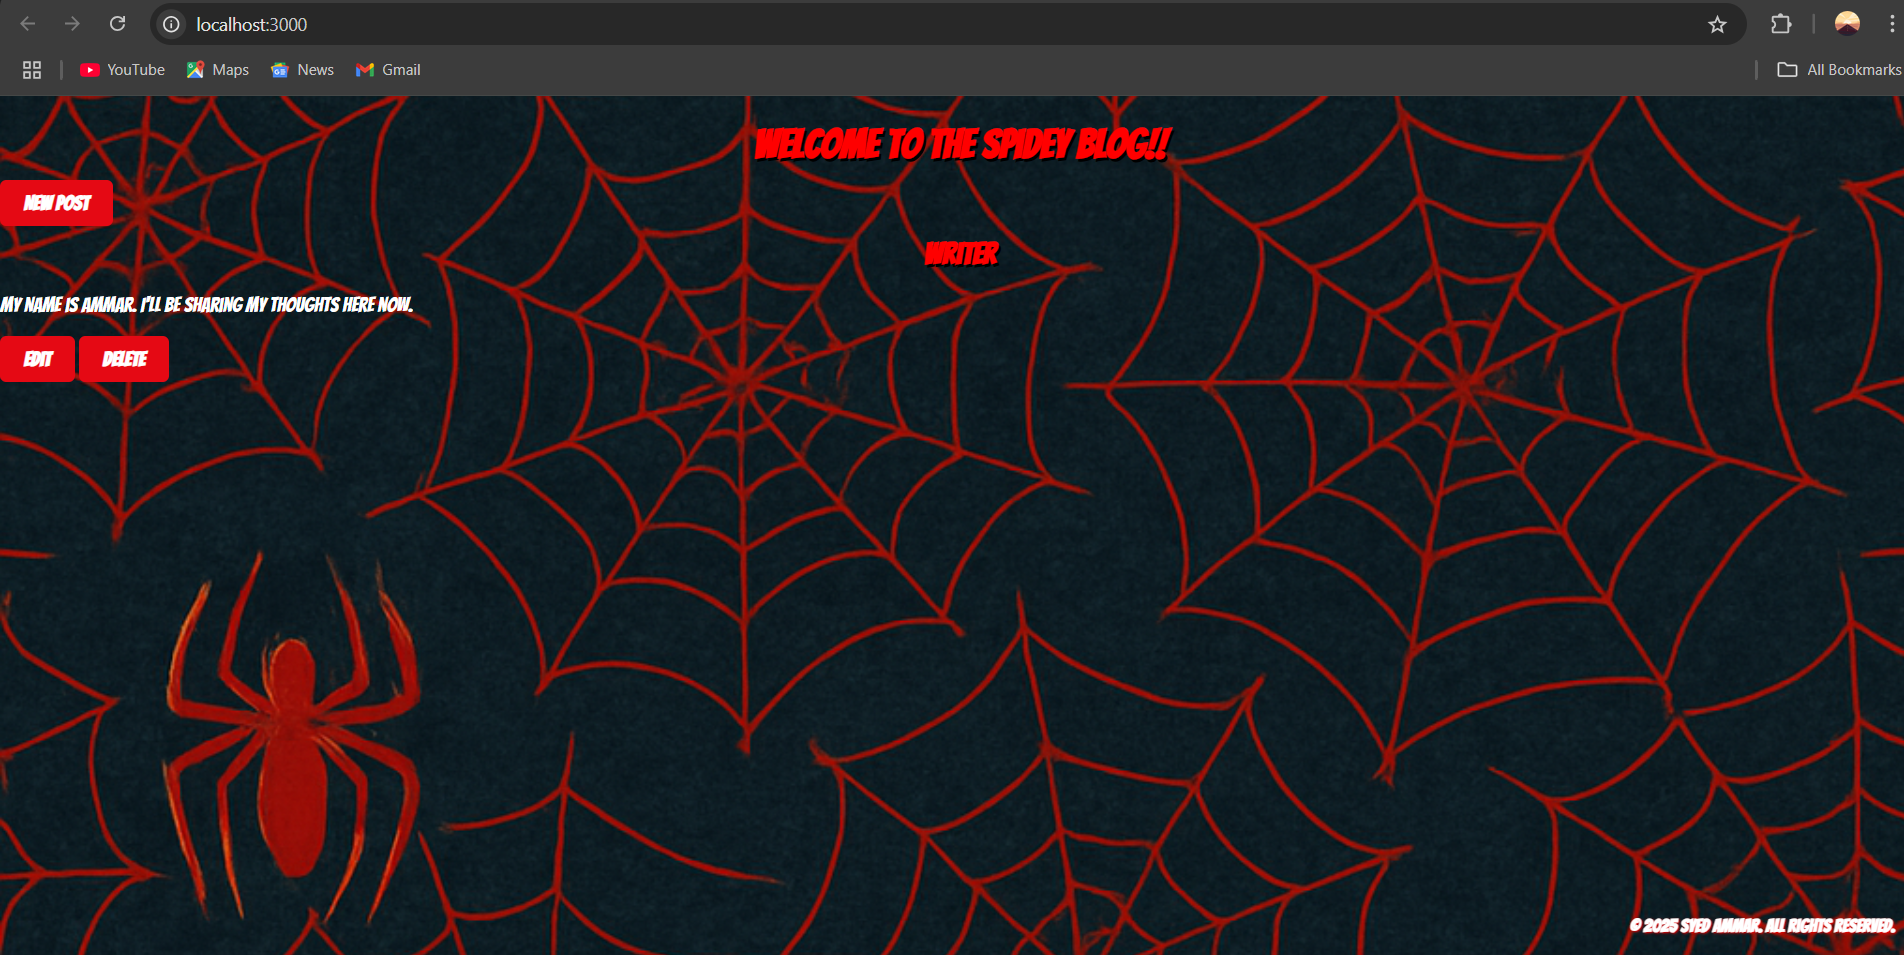 localhost:3000
YouTube Maps News Gmail All Bookmarks
WELCOME TO THE SPIDEY BLOG!!
NEW POST
WRITER
MY NAME IS AMMAR. I'LL BE SHARING MY THOUGHTS HERE NOW.
EDIT DELETE
© 2025 SYED AMMAR. ALL RIGHTS RESERVED.